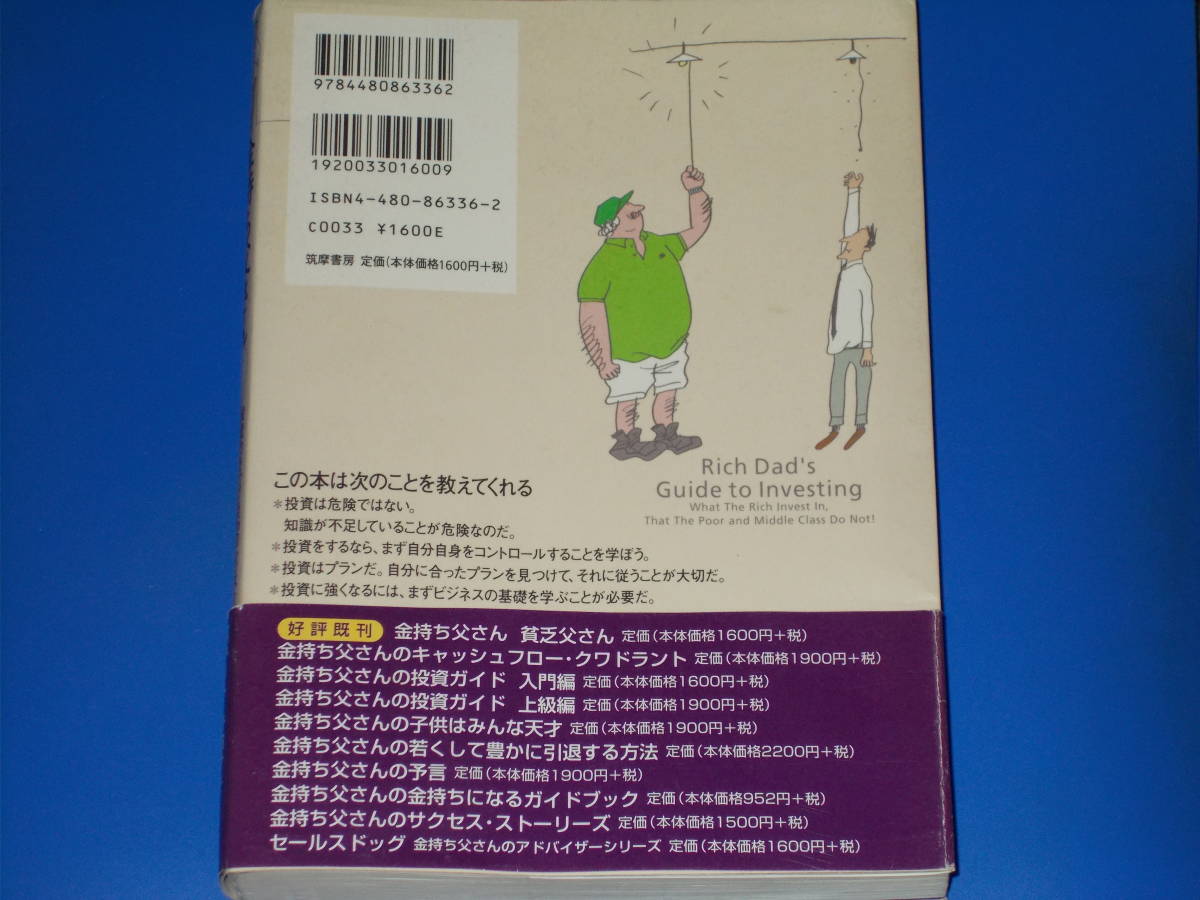 9784480863362
1920033016009
ISBN4-480-86336-2
C0033 ¥1600E
筑摩書房 定価(本体価格1600円+税)
Rich Dad's
Guide to Investing
What The Rich Invest In,
That The Poor and Middle Class Do Not!
この本は次のことを教えてくれる
*投資は危険ではない。
知識が不足していることが危険なのだ。
*投資をするなら、まず自分自身をコントロールすることを学ぼう。
*投資はプランだ。自分に合ったプランを見つけて、それに従うことが大切だ。
*投資に強くなるには、まずビジネスの基礎を学ぶことが必要だ。
好評既刊 金持ち父さん 貧乏父さん 定価(本体価格1600円+税)
金持ち父さんのキャッシュフロー・クワドラント 定価(本体価格1900円+税)
金持ち父さんの投資ガイド 入門編 定価(本体価格1600円+税)
金持ち父さんの投資ガイド 上級編 定価(本体価格1900円+税)
金持ち父さんの子供はみんな天才 定価(本体価格1900円+税)
金持ち父さんの若くして豊かに引退する方法 定価(本体価格2200円+税)
金持ち父さんの予言 定価(本体価格1900円+税)
金持ち父さんの金持ちになるガイドブック 定価(本体価格952円+税)
金持ち父さんのサクセス・ストーリーズ 定価(本体価格1500円+税)
セールスドッグ 金持ち父さんのアドバイザーシリーズ 定価(本体価格1600円+税)